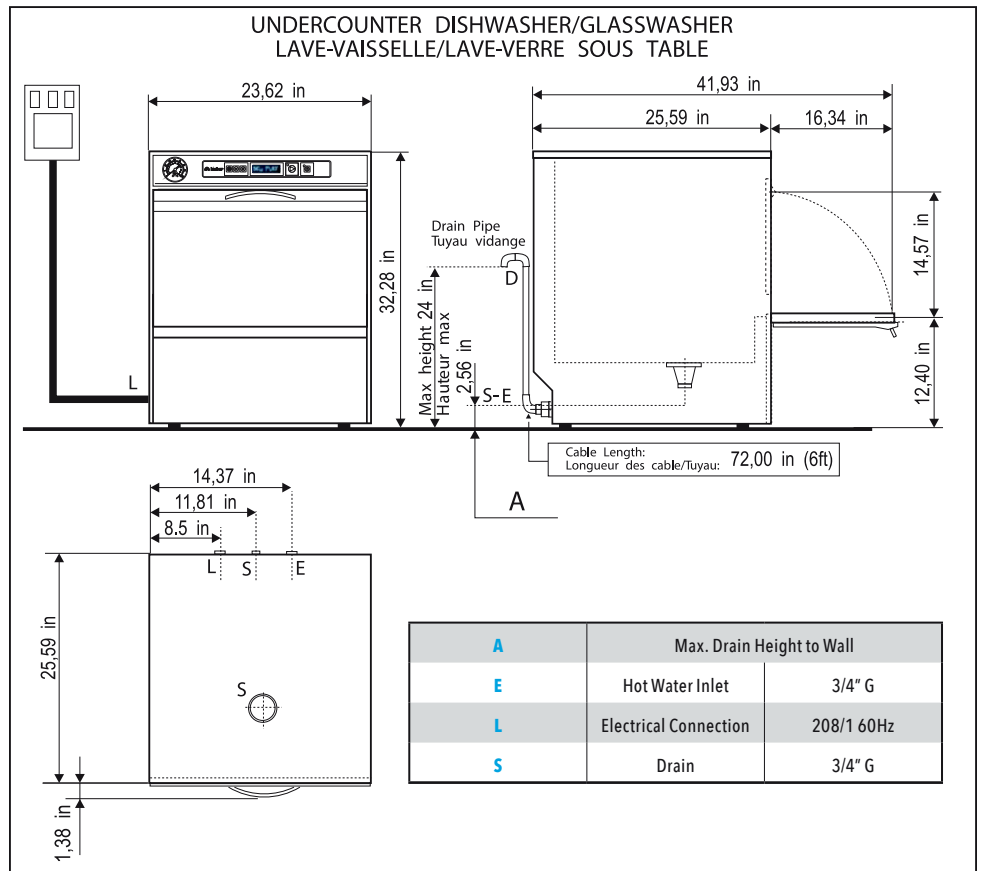 UNDERCOUNTER DISHWASHER/GLASSWASHER
LAVE-VAISSELLE/LAVE-VERRE SOUS TABLE
23,62 in
41,93 in
25,59 in
16,34 in
Drain Pipe
Tuyau vidange
D
32,28 in
Max height 24 in
Hauteur max
2,56 in
14,57 in
12,40 in
L
S-E
Cable Length:
Longueur des cable/Tuyau:
72,00 in (6ft)
A
14,37 in
11,81 in
8.5 in
L S E
25,59 in
S
1,38 in
A Max. Drain Height to Wall
E Hot Water Inlet 3/4" G
L Electrical Connection 208/1 60Hz
S Drain 3/4" G